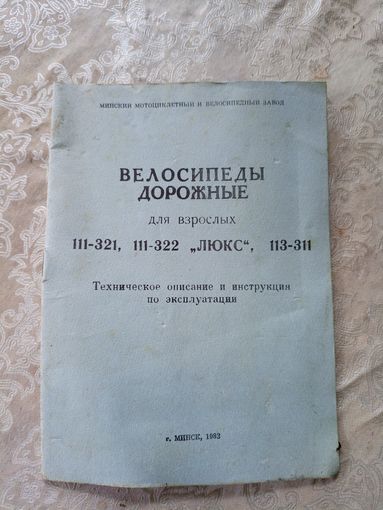 МИНСКИЙ МОТОЦИКЛЕТНЫЙ И ВЕЛОСИПЕДНЫЙ ЗАВОД
ВЕЛОСИПЕДЫ
ДОРОЖНЫЕ
для взрослых
111-321, 111-322 „ЛЮКС“, 113-311
Техническое описание и инструкция
по эксплуатации
г. МИНСК, 1983